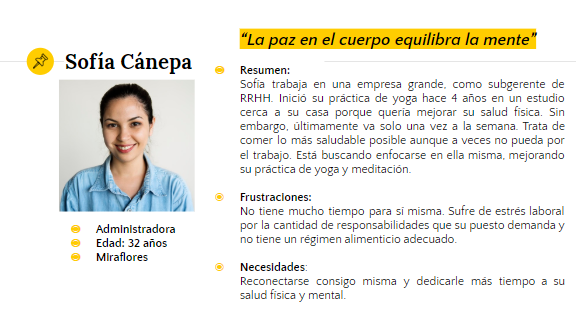 “La paz en el cuerpo equilibra la mente”
Sofía Cánepa
Administradora
Edad: 32 años
Miraflores
Resumen:
Sofía trabaja en una empresa grande, como subgerente de
RRHH. Inició su práctica de yoga hace 4 años en un estudio
cerca a su casa porque quería mejorar su salud física. Sin
embargo, últimamente va solo una vez a la semana. Trata de
comer lo más saludable posible aunque a veces no pueda por
el trabajo. Está buscando enfocarse en ella misma, mejorando
su práctica de yoga y meditación.
Frustraciones:
No tiene mucho tiempo para sí misma. Sufre de estrés laboral
por la cantidad de responsabilidades que su puesto demanda y
no tiene un régimen alimenticio adecuado.
Necesidades:
Reconectarse consigo misma y dedicarle más tiempo a su
salud física y mental.